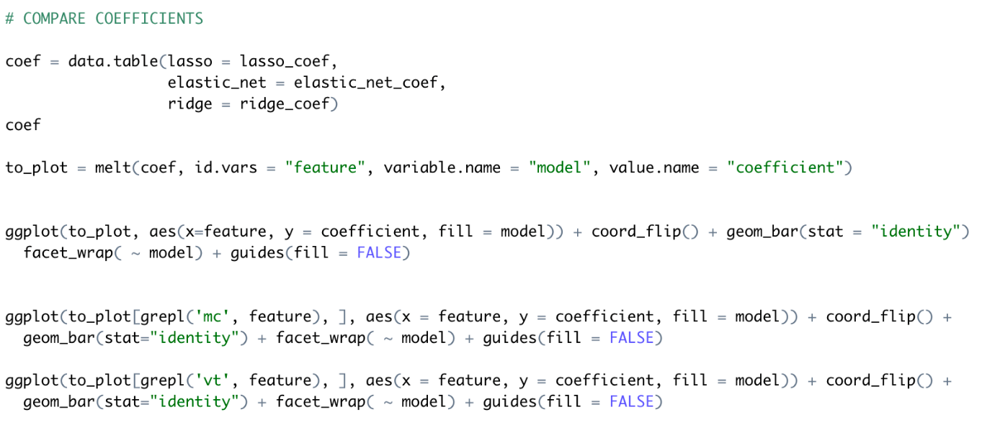 # COMPARE COEFFICIENTS
coef = data.table(lasso = lasso_coef,
elastic_net = elastic_net_coef,
ridge = ridge_coef)
coef
to_plot = melt(coef, id.vars = "feature", variable.name = "model", value.name = "coefficient")
ggplot(to_plot, aes(x=feature, y = coefficient, fill = model)) + coord_flip() + geom_bar(stat = "identity")
facet_wrap( ~ model) + guides(fill = FALSE)
ggplot(to_plot[grepl('mc', feature), ], aes(x = feature, y = coefficient, fill = model)) + coord_flip() +
geom_bar(stat="identity") + facet_wrap( ~ model) + guides(fill = FALSE)
ggplot(to_plot[grepl('vt', feature), ], aes(x = feature, y = coefficient, fill = model)) + coord_flip() +
geom_bar(stat="identity") + facet_wrap( ~ model) + guides(fill = FALSE)